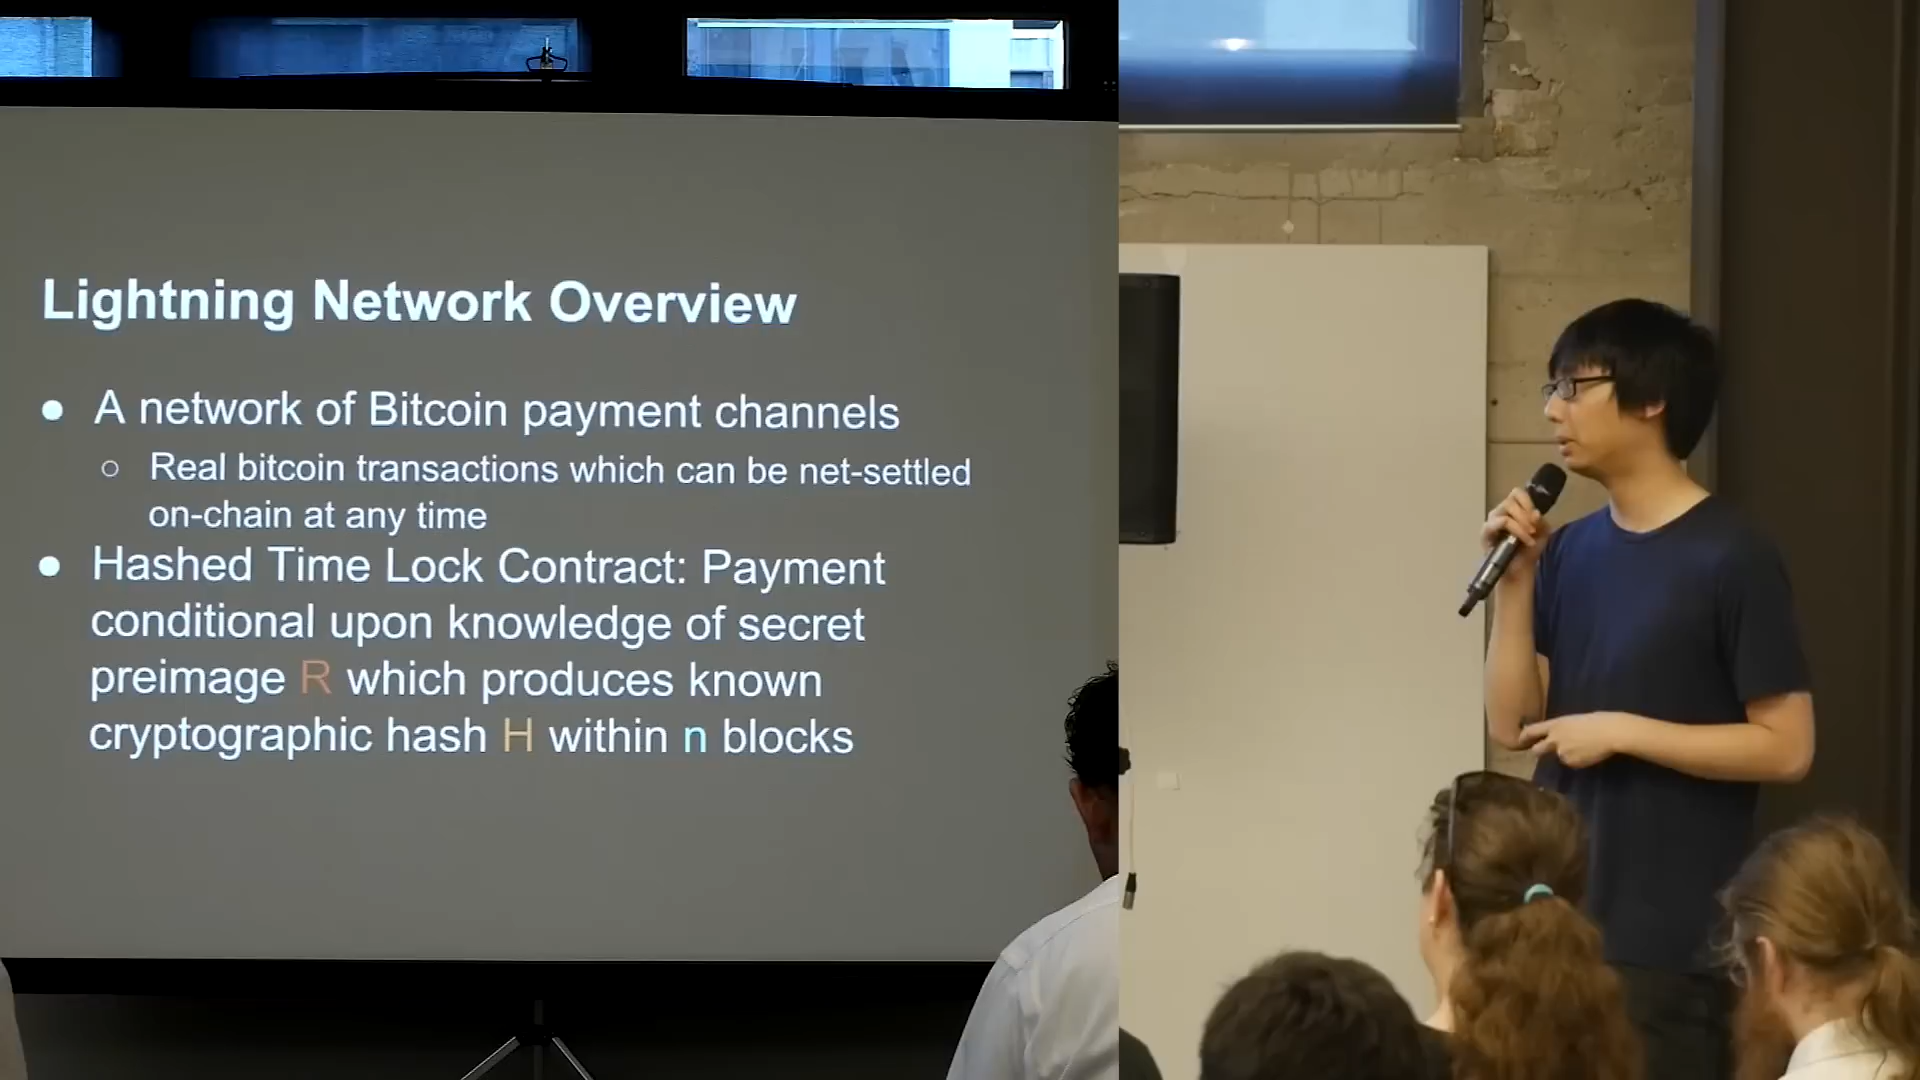 Lightning Network Overview
● A network of Bitcoin payment channels
○ Real bitcoin transactions which can be net-settled
on-chain at any time
● Hashed Time Lock Contract: Payment
conditional upon knowledge of secret
preimage R which produces known
cryptographic hash H within n blocks